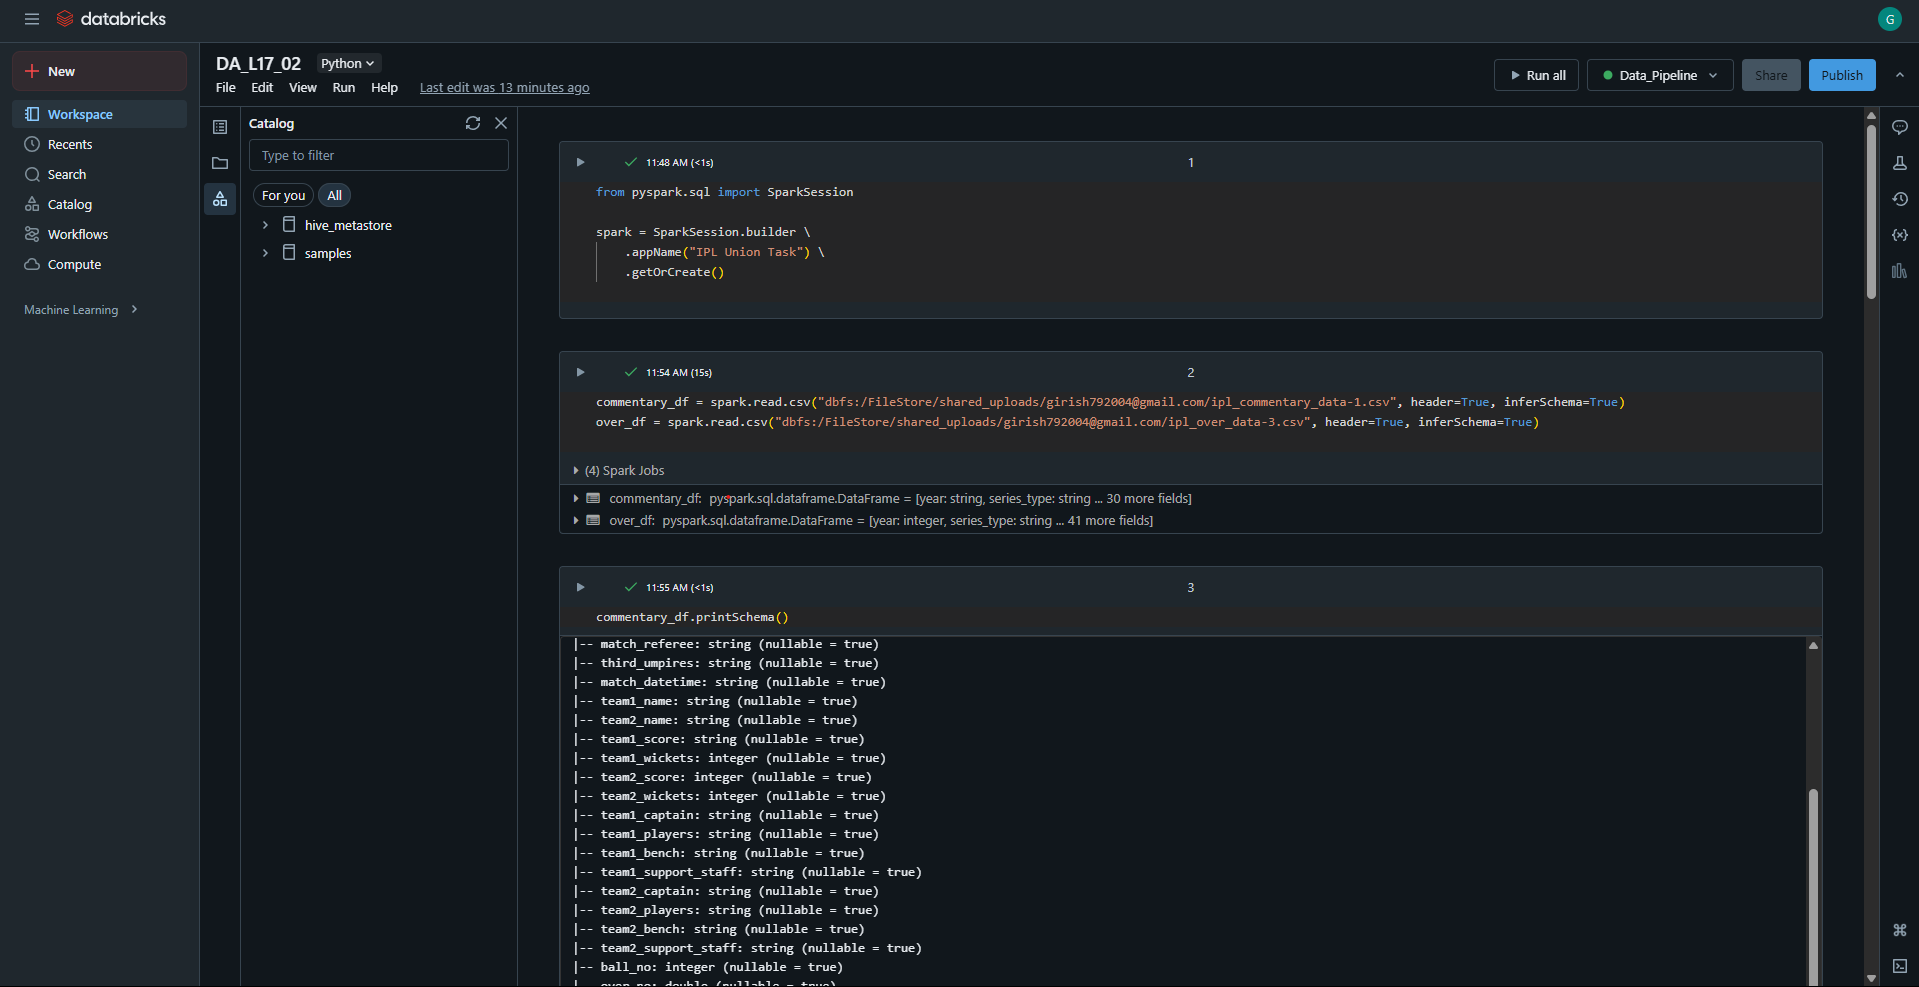 databricks
G
New
Workspace
Recents
Search
Catalog
Workflows
Compute
Machine Learning
DA_L17_02 Python
File Edit View Run Help Last edit was 13 minutes ago
Run all Data_Pipeline Share Publish
Catalog
Type to filter
For you All
hive_metastore
samples
11:48 AM (<1s) 1
from pyspark.sql import SparkSession
spark = SparkSession.builder \
.appName("IPL Union Task") \
.getOrCreate()
11:54 AM (15s) 2
commentary_df = spark.read.csv("dbfs:/FileStore/shared_uploads/girish792004@gmail.com/ipl_commentary_data-1.csv", header=True, inferSchema=True)
over_df = spark.read.csv("dbfs:/FileStore/shared_uploads/girish792004@gmail.com/ipl_over_data-3.csv", header=True, inferSchema=True)
(4) Spark Jobs
commentary_df: pyspark.sql.dataframe.DataFrame = [year: string, series_type: string ... 30 more fields]
over_df: pyspark.sql.dataframe.DataFrame = [year: integer, series_type: string ... 41 more fields]
11:55 AM (<1s) 3
commentary_df.printSchema()
|-- match_referee: string (nullable = true)
|-- third_umpires: string (nullable = true)
|-- match_datetime: string (nullable = true)
|-- team1_name: string (nullable = true)
|-- team2_name: string (nullable = true)
|-- team1_score: string (nullable = true)
|-- team1_wickets: integer (nullable = true)
|-- team2_score: integer (nullable = true)
|-- team2_wickets: integer (nullable = true)
|-- team1_captain: string (nullable = true)
|-- team1_players: string (nullable = true)
|-- team1_bench: string (nullable = true)
|-- team1_support_staff: string (nullable = true)
|-- team2_captain: string (nullable = true)
|-- team2_players: string (nullable = true)
|-- team2_bench: string (nullable = true)
|-- team2_support_staff: string (nullable = true)
|-- ball_no: integer (nullable = true)
|-- over_no: double (nullable = true)